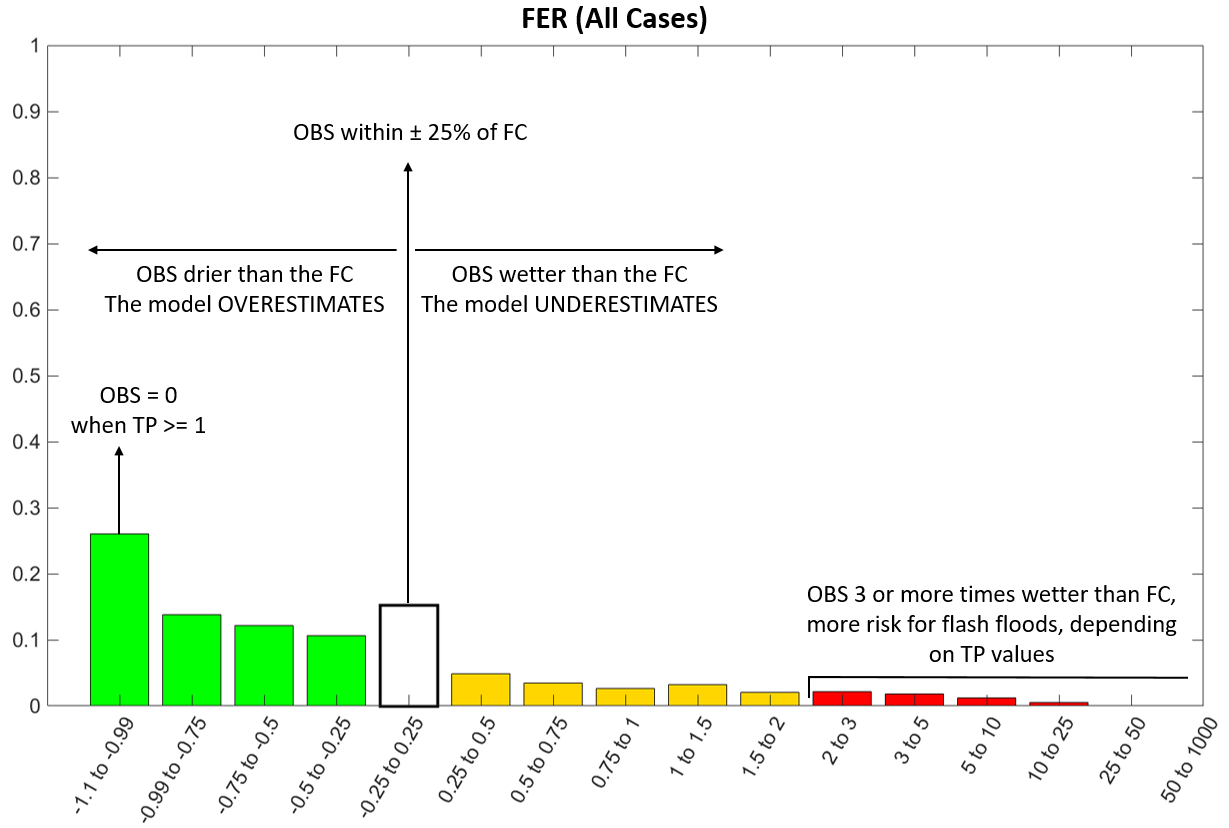 FER (All Cases)
1
0.9
0.8
0.7
0.6
0.5
0.4
0.3
0.2
0.1
0
OBS within ± 25% of FC
OBS drier than the FC
The model OVERESTIMATES
OBS wetter than the FC
The model UNDERESTIMATES
OBS = 0
when TP >= 1
OBS 3 or more times wetter than FC,
more risk for flash floods, depending
on TP values
-1.1 to -0.99
-0.99 to -0.75
-0.75 to -0.5
-0.5 to -0.25
-0.25 to 0.25
0.25 to 0.5
0.5 to 0.75
0.75 to 1
1 to 1.5
1.5 to 2
2 to 3
3 to 5
5 to 10
10 to 25
25 to 50
50 to 1000